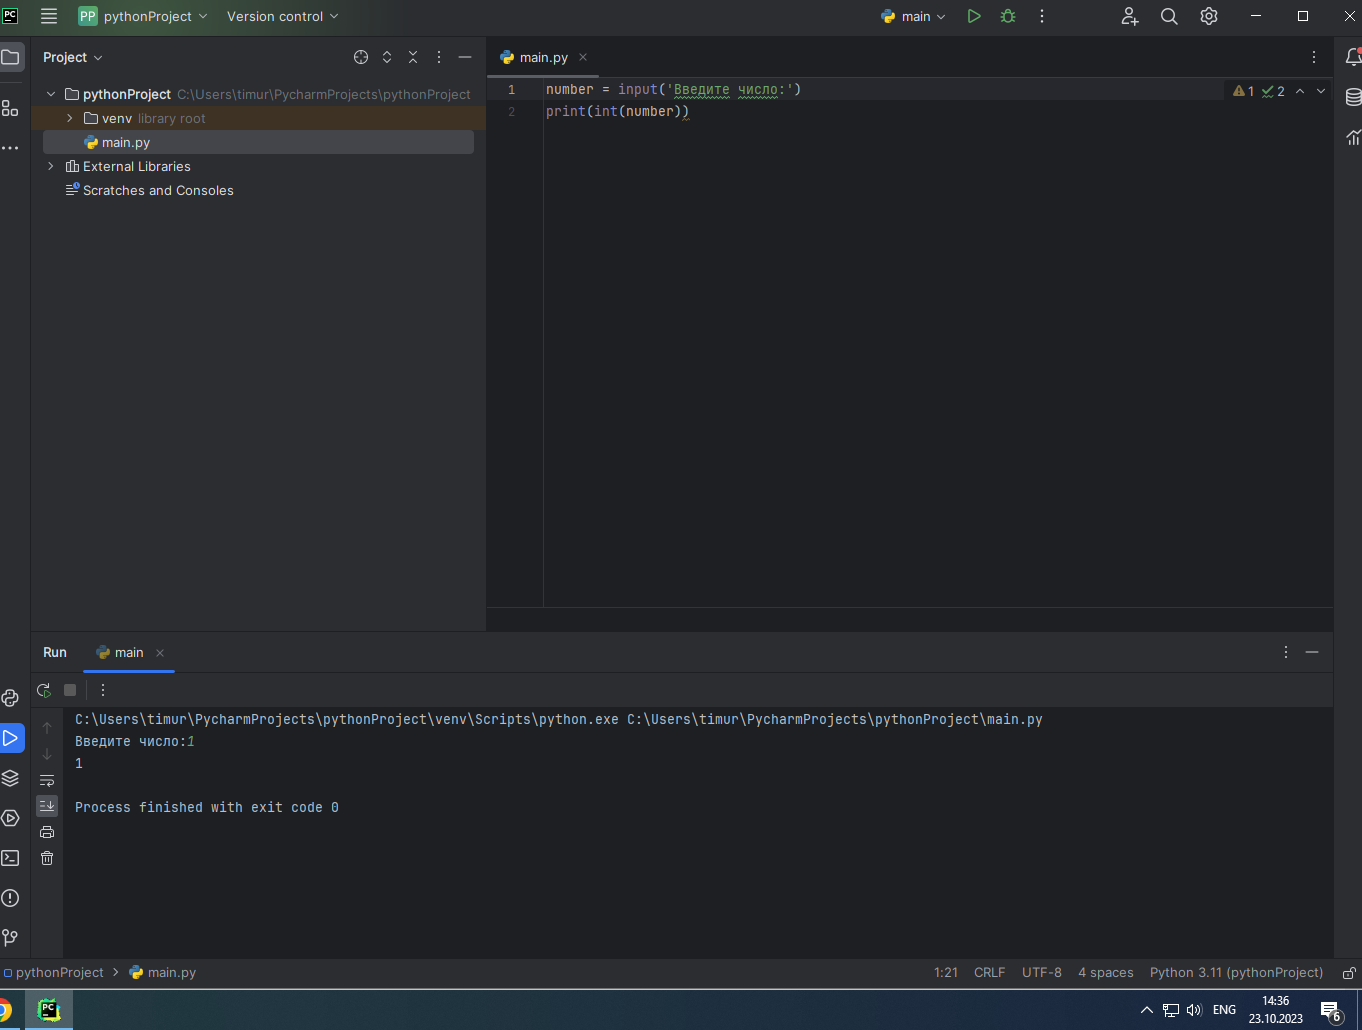 PC PP pythonProject Version control main
Project
main.py
pythonProject C:\Users\timur\PycharmProjects\pythonProject
venv library root
main.py
External Libraries
Scratches and Consoles
1 number = input('Введите число:')
2 print(int(number))
1 2
Run main
C:\Users\timur\PycharmProjects\pythonProject\venv\Scripts\python.exe C:\Users\timur\PycharmProjects\pythonProject\main.py
Введите число:1
1
Process finished with exit code 0
pythonProject main.py
1:21 CRLF UTF-8 4 spaces Python 3.11 (pythonProject)
PC
ENG
14:36
23.10.2023
6